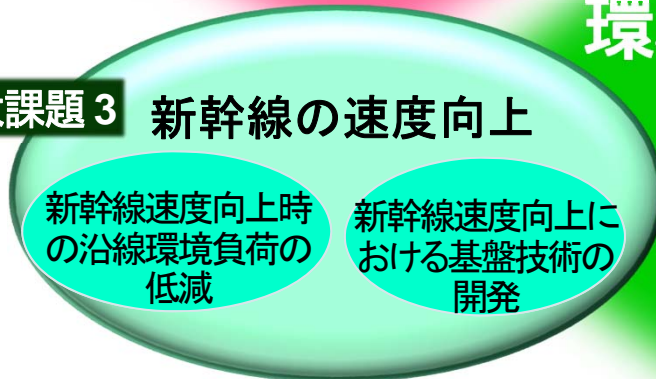 環
課題 3
新幹線の速度向上
新幹線速度向上時
の沿線環境負荷の
低減
新幹線速度向上に
おける基盤技術の
開発